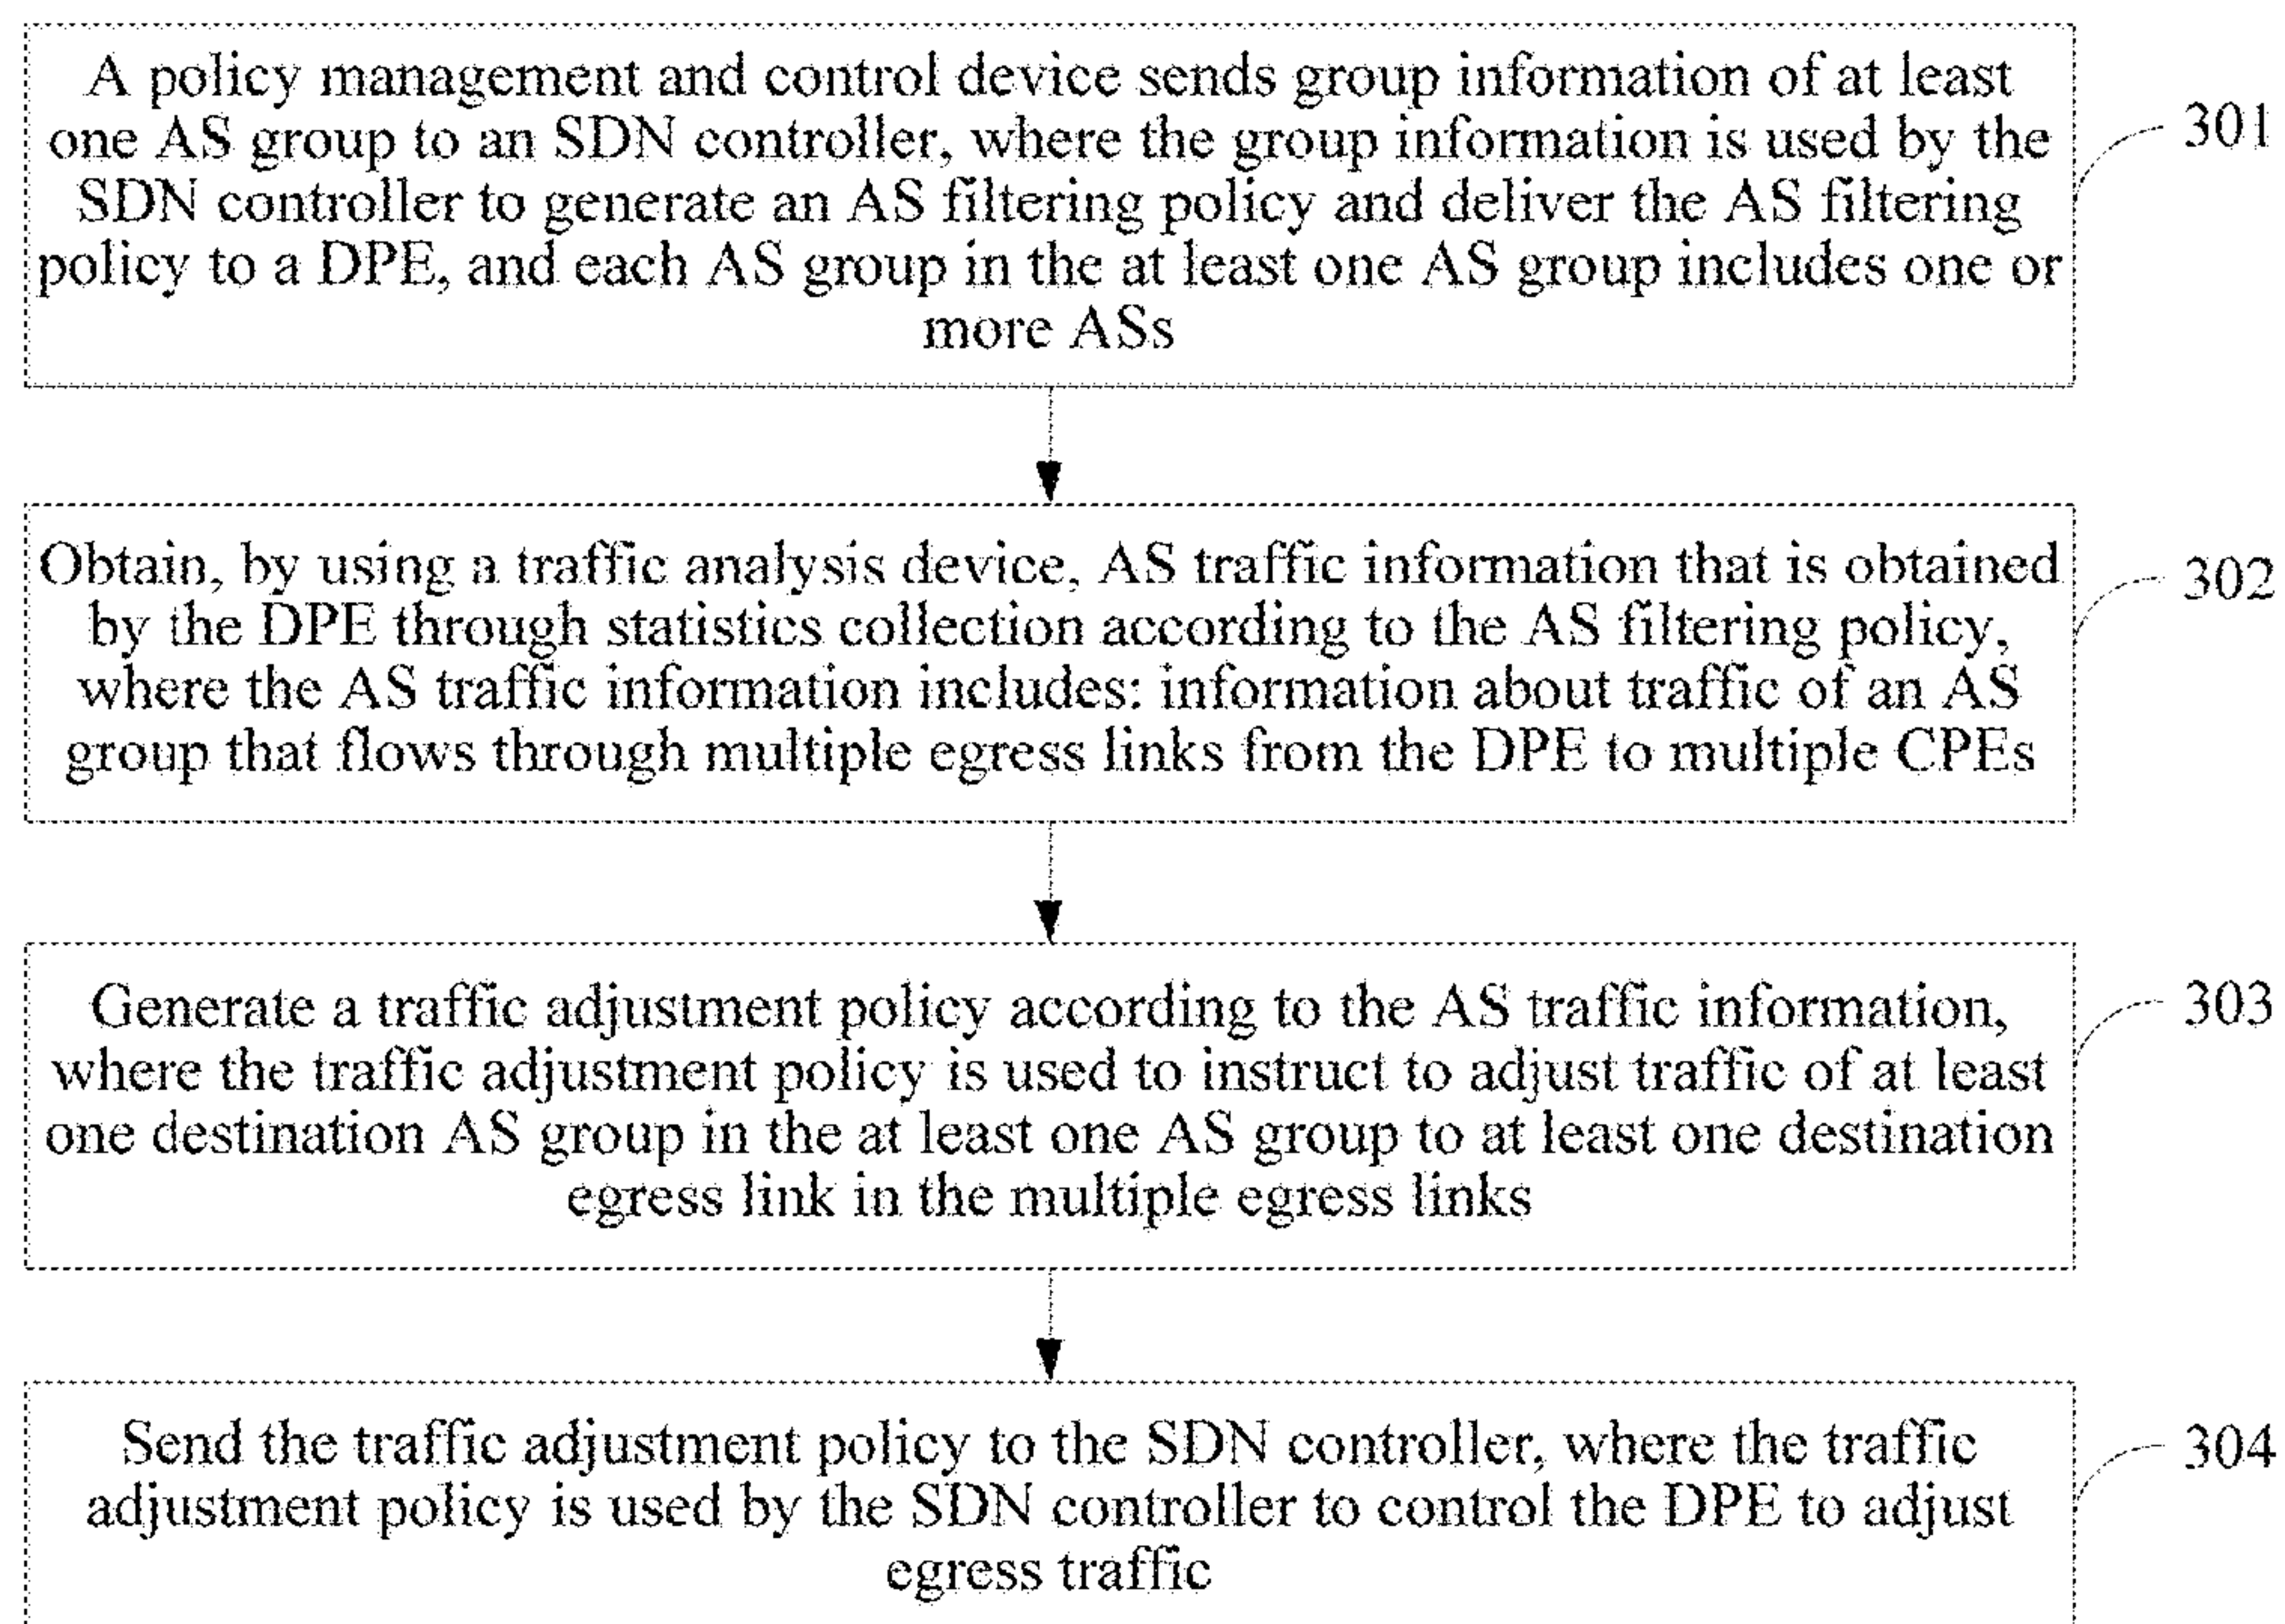 A policy management and control device sends group information of at least
one AS group to an SDN controller, where the group information is used by the
SDN controller to generate an AS filtering policy and deliver the AS filtering
policy to a DPE, and each AS group in the at least one AS group includes one or
more ASs
301
Obtain, by using a traffic analysis device, AS traffic information that is obtained
by the DPE through statistics collection according to the AS filtering policy,
where the AS traffic information includes: information about traffic of an AS
group that flows through multiple egress links from the DPE to multiple CPEs
302
Generate a traffic adjustment policy according to the AS traffic information,
where the traffic adjustment policy is used to instruct to adjust traffic of at least
one destination AS group in the at least one AS group to at least one destination
egress link in the multiple egress links
303
Send the traffic adjustment policy to the SDN controller, where the traffic
adjustment policy is used by the SDN controller to control the DPE to adjust
egress traffic
304